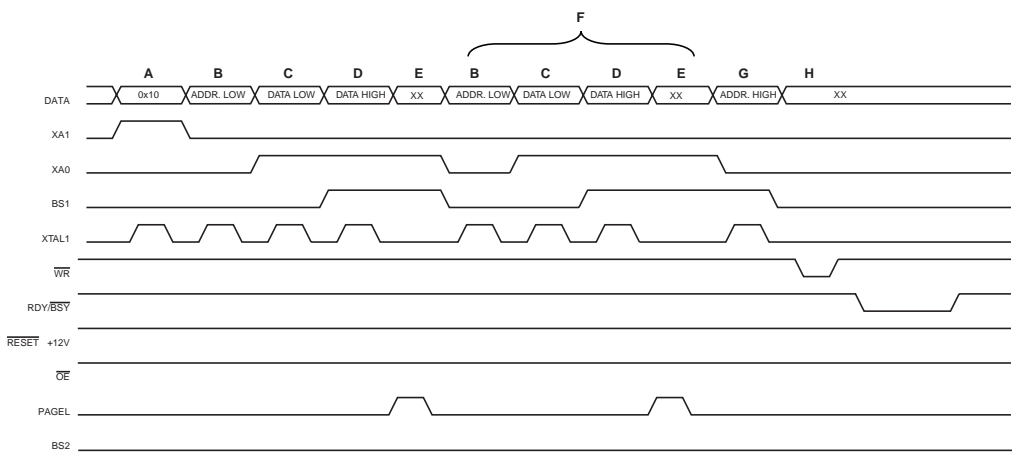 F
A B C D E B C D E G H
DATA 0x10 ADDR. LOW DATA LOW DATA HIGH XX ADDR. LOW DATA LOW DATA HIGH XX ADDR. HIGH XX
XA1
XA0
BS1
XTAL1
WR
RDY/BSY
RESET +12V
OE
PAGEL
BS2